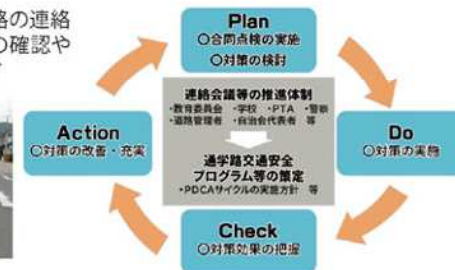 路の連絡
の確認や
Plan
〇合同点検の実施
〇対策の検討
連絡会議等の推進体制
・教育委員会 ・学校 ・PTA ・警察
・道路管理者 ・自治会代表者 等
Action
〇対策の改善・充実
Do
〇対策の実施
通学路交通安全
プログラム等の策定
・PDCAサイクルの実施方針 等
Check
〇対策効果の把握